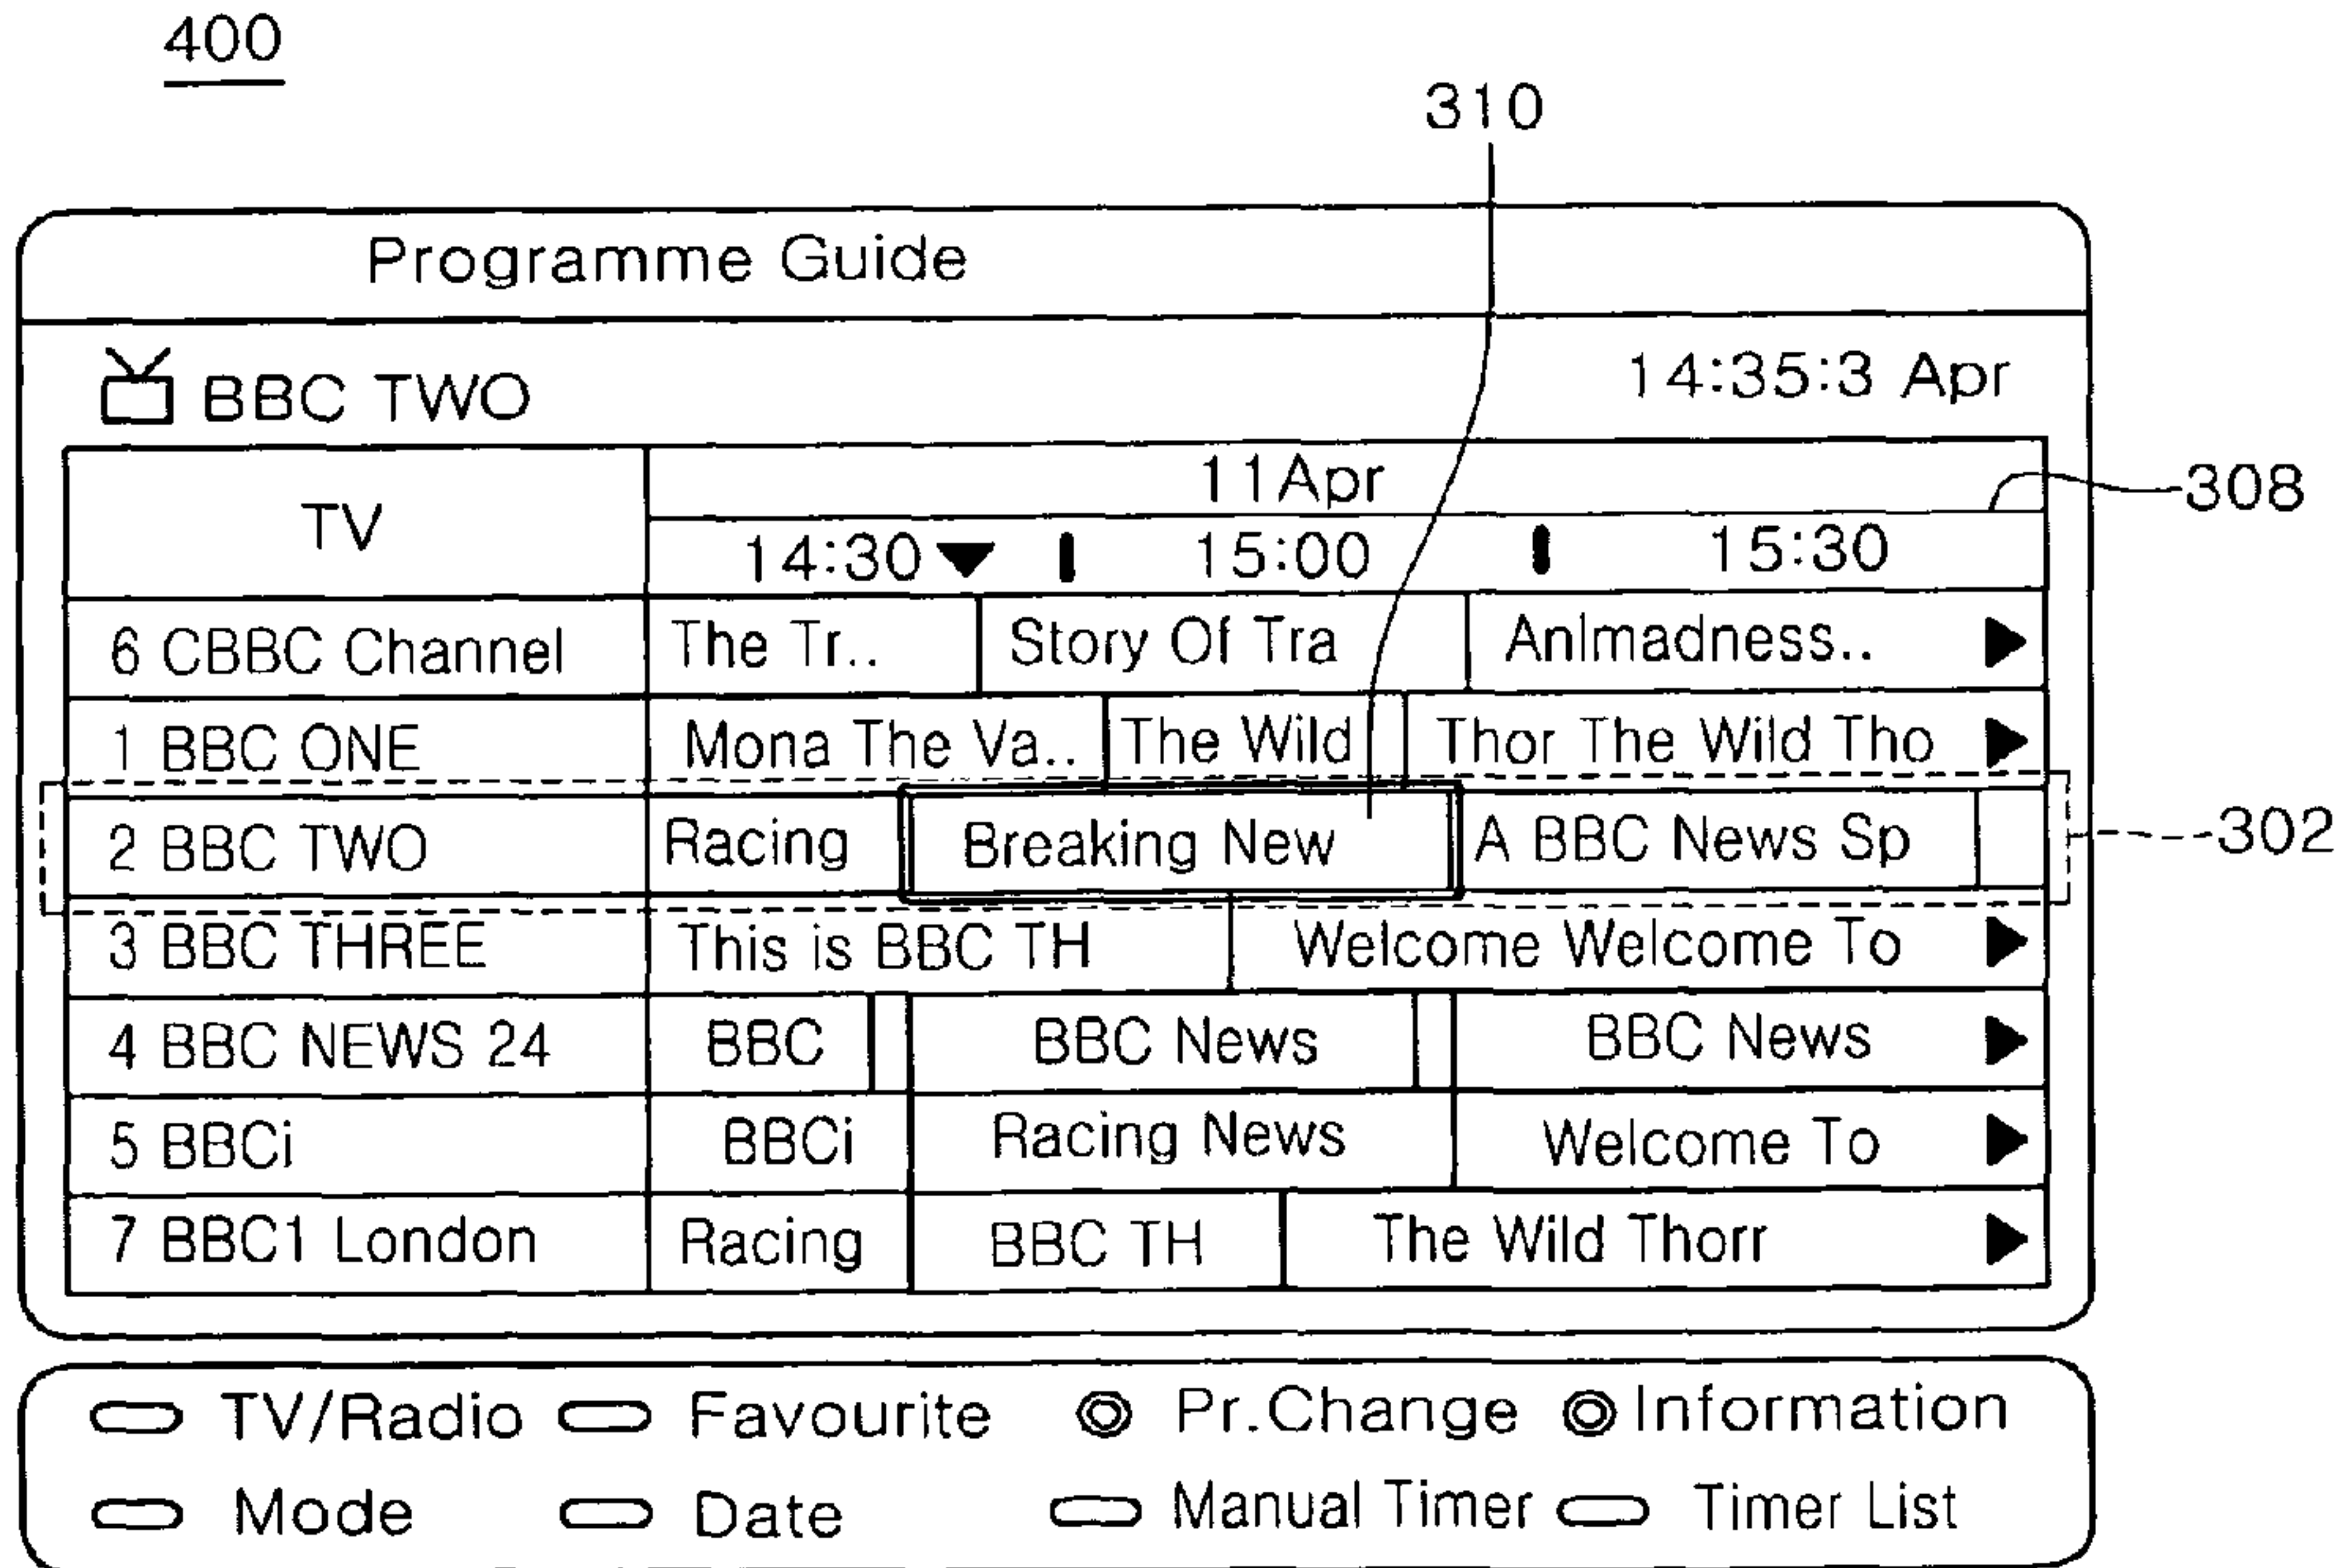 400
310
Programme Guide
BBC TWO 14:35:3 Apr
TV 11Apr 308
14:30 15:00 15:30
6 CBBC Channel The Tr.. Story Of Tra Anlmadness..
1 BBC ONE Mona The Va.. The Wild Thor The Wild Tho
2 BBC TWO Racing Breaking New A BBC News Sp 302
3 BBC THREE This is BBC TH Welcome Welcome To
4 BBC NEWS 24 BBC BBC News BBC News
5 BBCi BBCi Racing News Welcome To
7 BBC1 London Racing BBC TH The Wild Thorr
TV/Radio Favourite Pr.Change Information
Mode Date Manual Timer Timer List